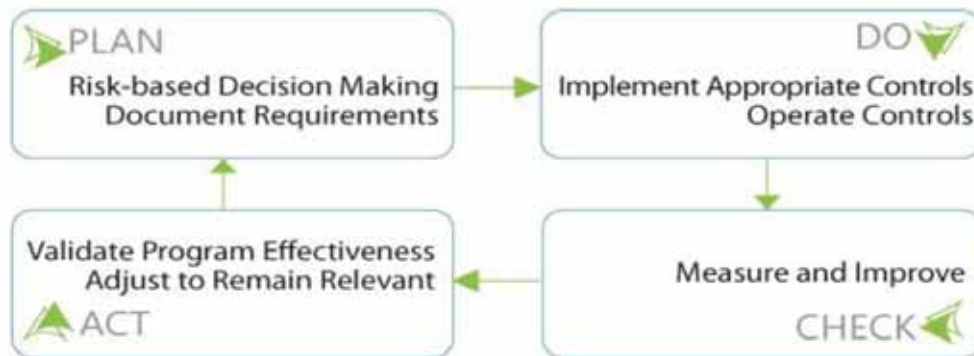 PLAN
Risk-based Decision Making
Document Requirements
DO
Implement Appropriate Controls
Operate Controls
Validate Program Effectiveness
Adjust to Remain Relevant
ACT
Measure and Improve
CHECK